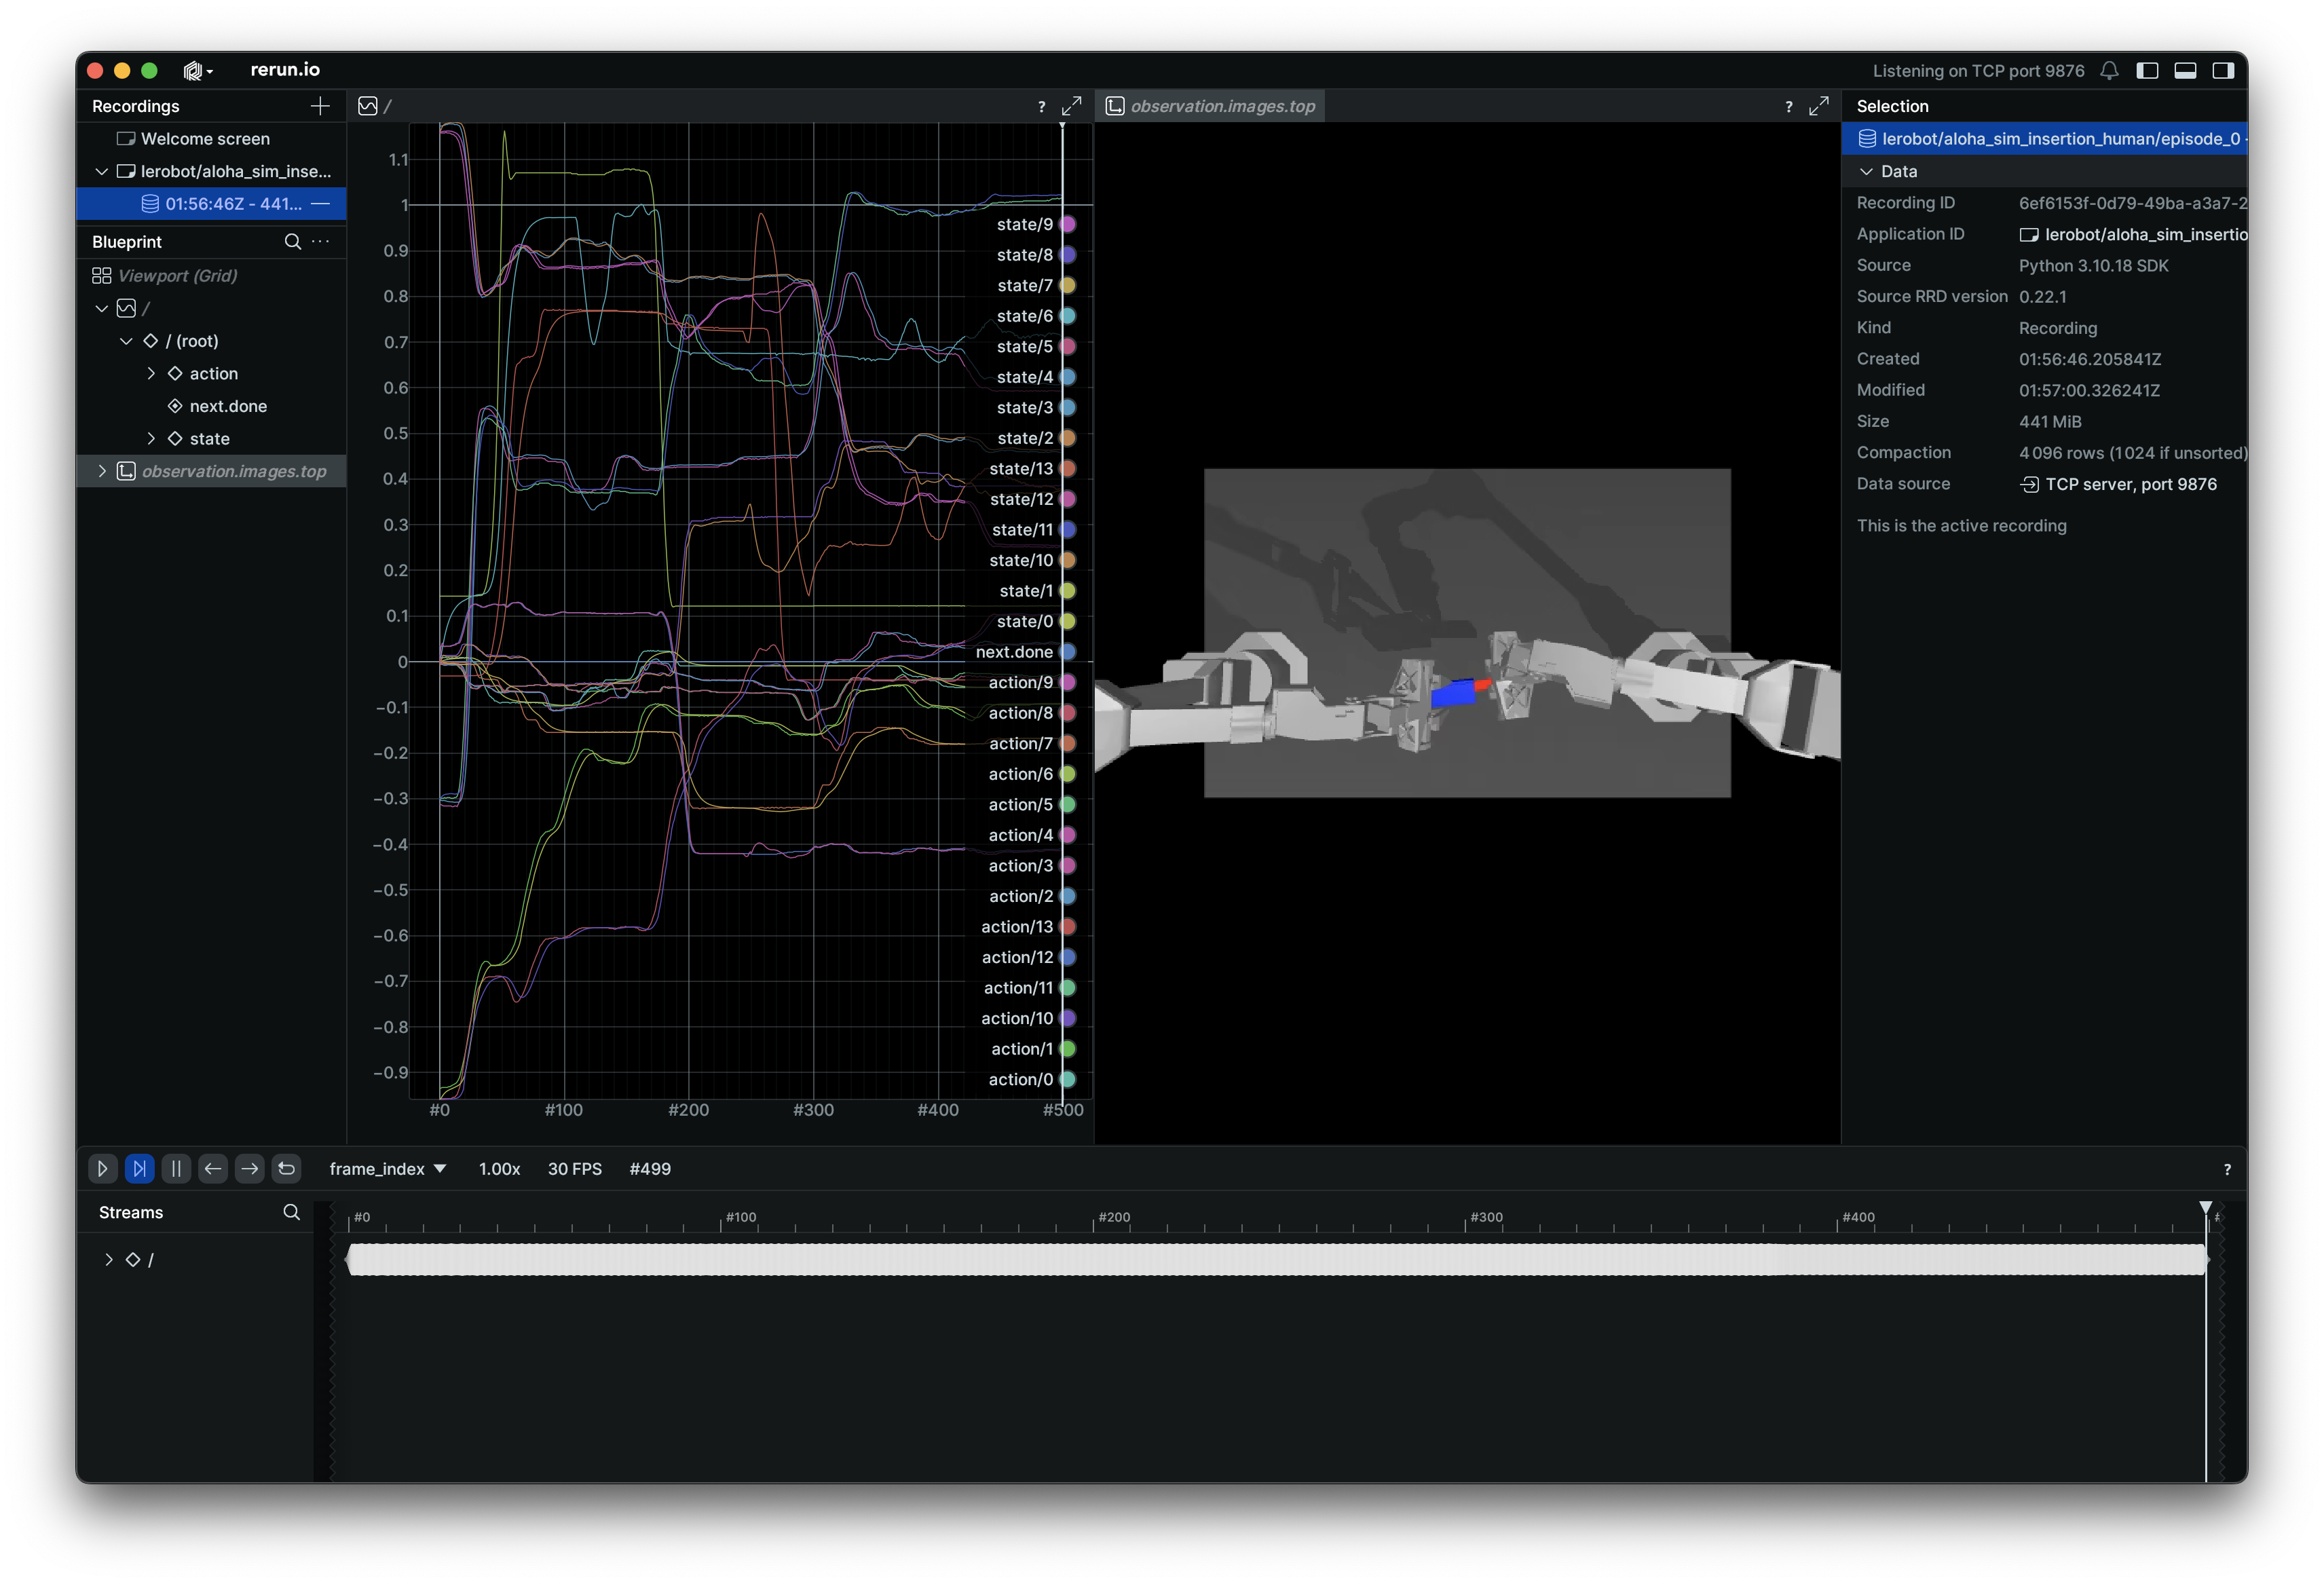 rerun.io
Listening on TCP port 9876
Recordings
Welcome screen
lerobot/aloha_sim_inse...
01:56:46Z - 441...
Blueprint
Viewport (Grid)
/
/ (root)
action
next.done
state
observation.images.top
/
?
1.1
1
0.9
0.8
0.7
0.6
0.5
0.4
0.3
0.2
0.1
0
−0.1
−0.2
−0.3
−0.4
−0.5
−0.6
−0.7
−0.8
−0.9
state/9
state/8
state/7
state/6
state/5
state/4
state/3
state/2
state/13
state/12
state/11
state/10
state/1
state/0
next.done
action/9
action/8
action/7
action/6
action/5
action/4
action/3
action/2
action/13
action/12
action/11
action/10
action/1
action/0
#0 #100 #200 #300 #400 #500
observation.images.top
?
Selection
lerobot/aloha_sim_insertion_human/episode_0 -
Data
Recording ID 6ef6153f-0d79-49ba-a3a7-2
Application ID lerobot/aloha_sim_insertio
Source Python 3.10.18 SDK
Source RRD version 0.22.1
Kind Recording
Created 01:56:46.205841Z
Modified 01:57:00.326241Z
Size 441 MiB
Compaction 4 096 rows (1 024 if unsorted)
Data source TCP server, port 9876
This is the active recording
frame_index 1.00x 30 FPS #499
?
Streams
#0 #100 #200 #300 #400 #
/